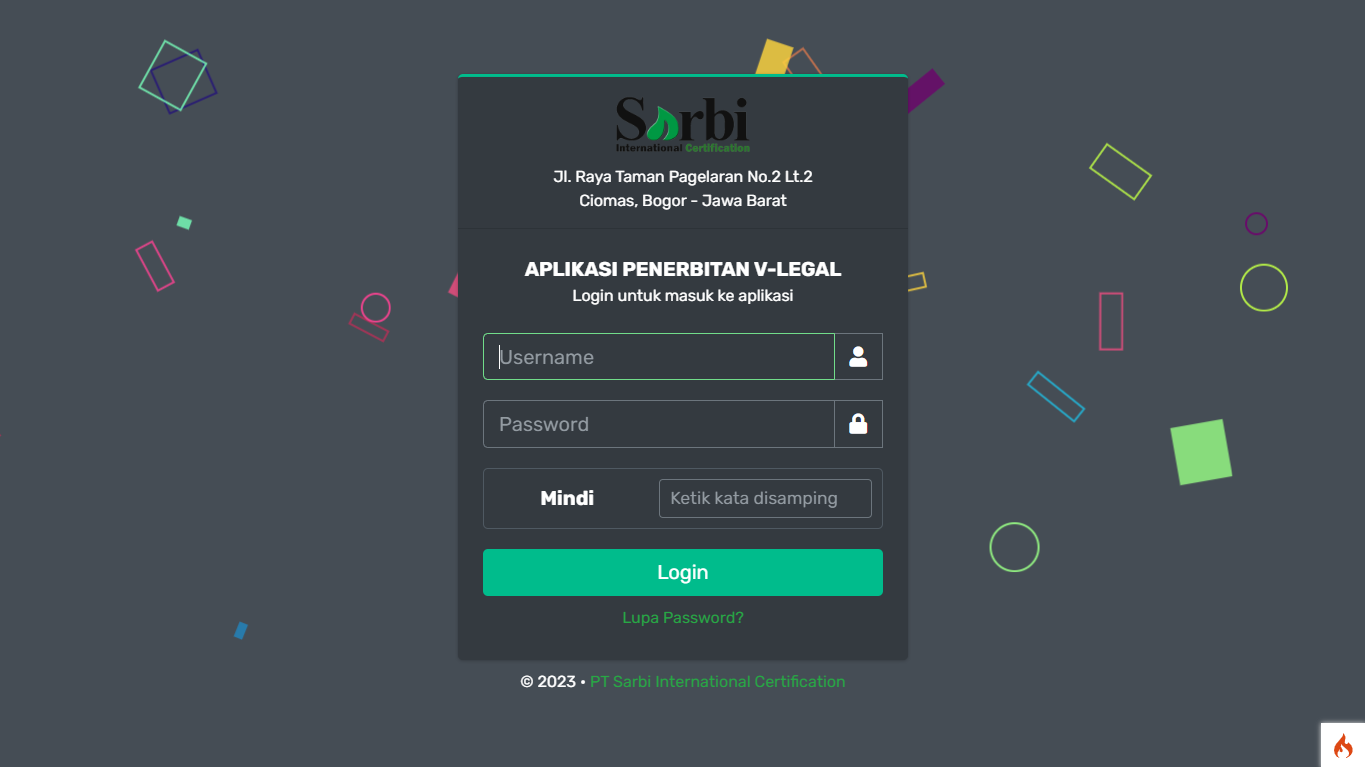 Sarbi
International Certification
Jl. Raya Taman Pagelaran No.2 Lt.2
Ciomas, Bogor - Jawa Barat
APLIKASI PENERBITAN V-LEGAL
Login untuk masuk ke aplikasi
Username
Password
Mindi
Ketik kata disamping
Login
Lupa Password?
© 2023 • PT Sarbi International Certification